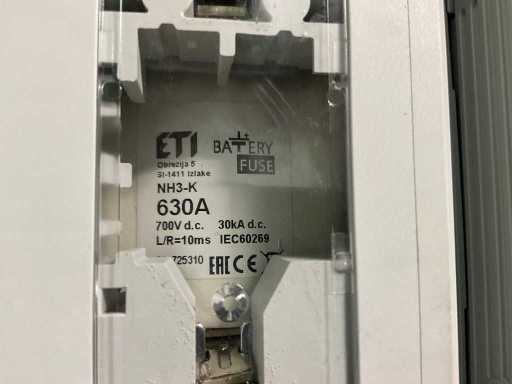 ETI BATTERY
FUSE
Obrezija 5
SI-1411 Izlake
NH3-K
630A
700V d.c. 30kA d.c.
L/R=10ms IEC60269
725310 EAC CE